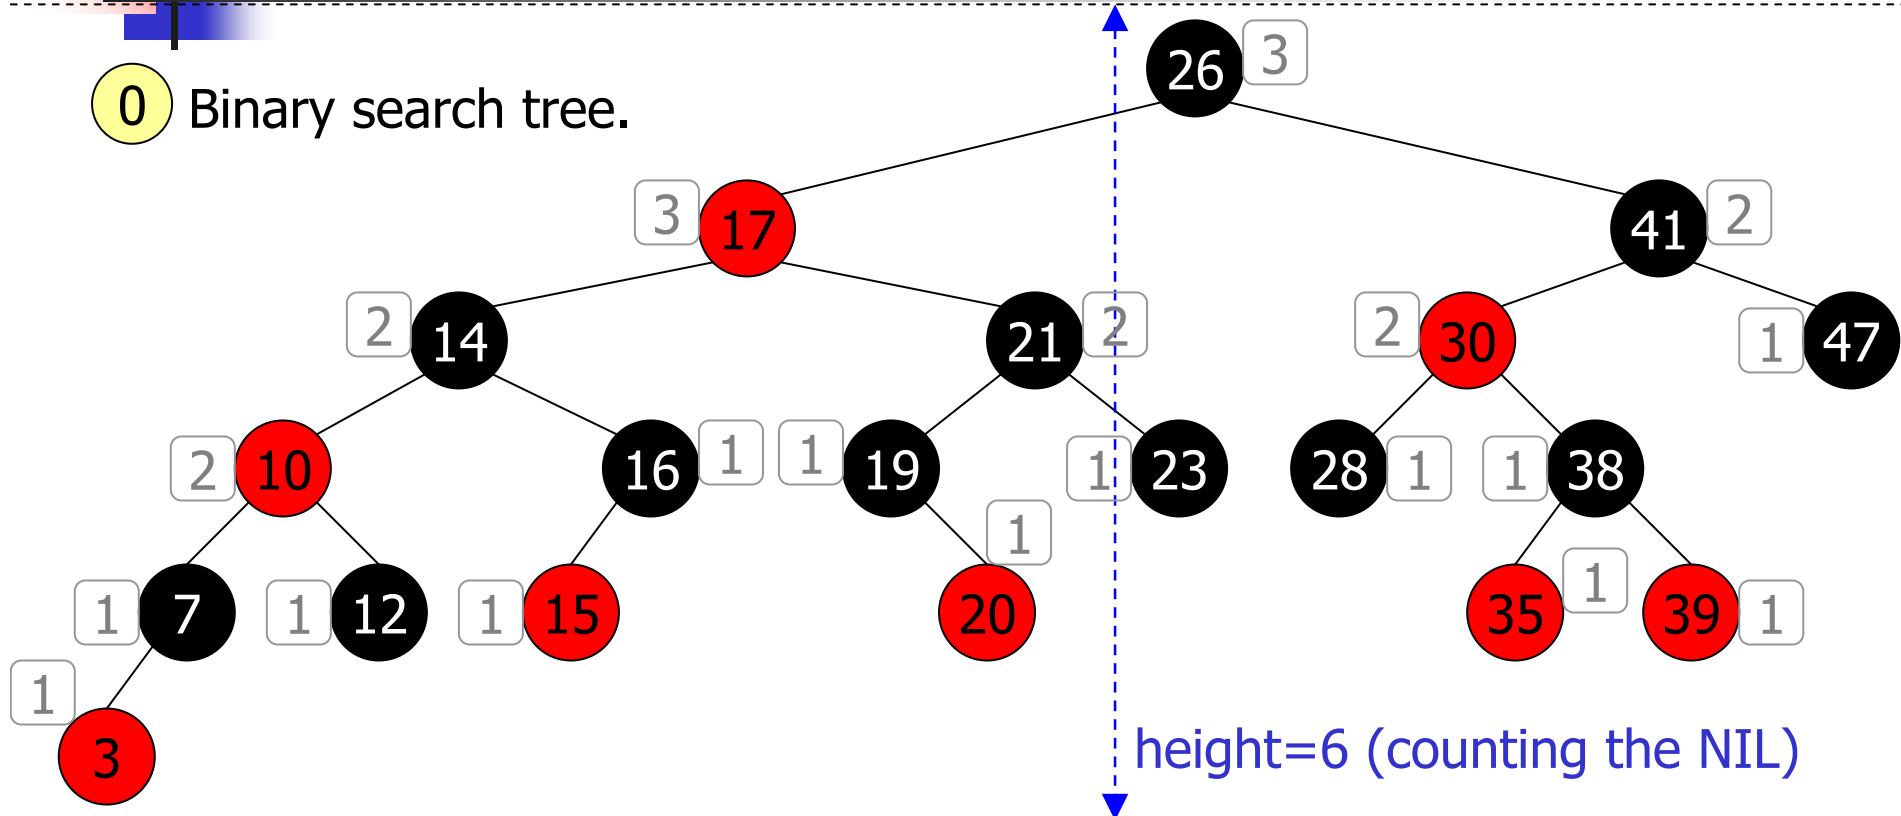 26 3
0 Binary search tree.
3 17 41 2
2 14 21 2 2 30 1 47
2 10 16 1 1 19 1 23 28 1 1 38
1
1 7 1 12 1 15 20 35 1 39 1
1
3
height=6 (counting the NIL)